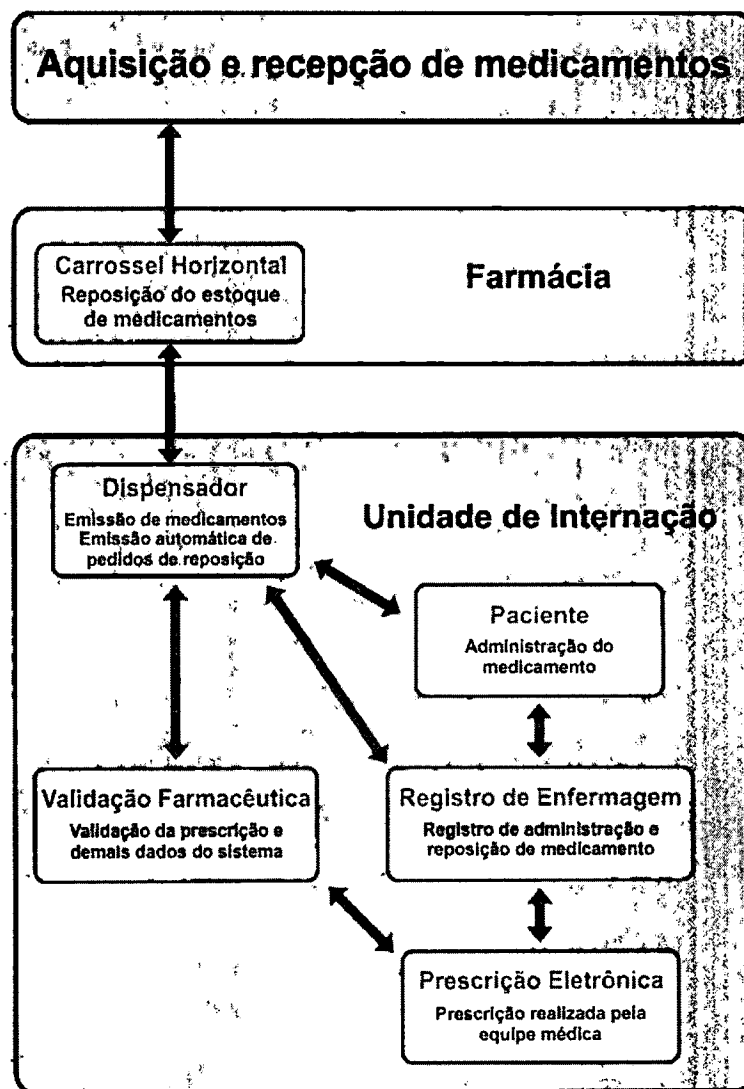 Aquisição e recepção de medicamentos
Carrossel Horizontal
Reposição do estoque
de medicamentos
Farmácia
Dispensador
Emissão de medicamentos
Emissão automática de
pedidos de reposição
Unidade de Internação
Paciente
Administração do
medicamento
Validação Farmacêutica
Validação da prescrição e
demais dados do sistema
Registro de Enfermagem
Registro de administração e
reposição de medicamento
Prescrição Eletrônica
Prescrição realizada pela
equipe médica